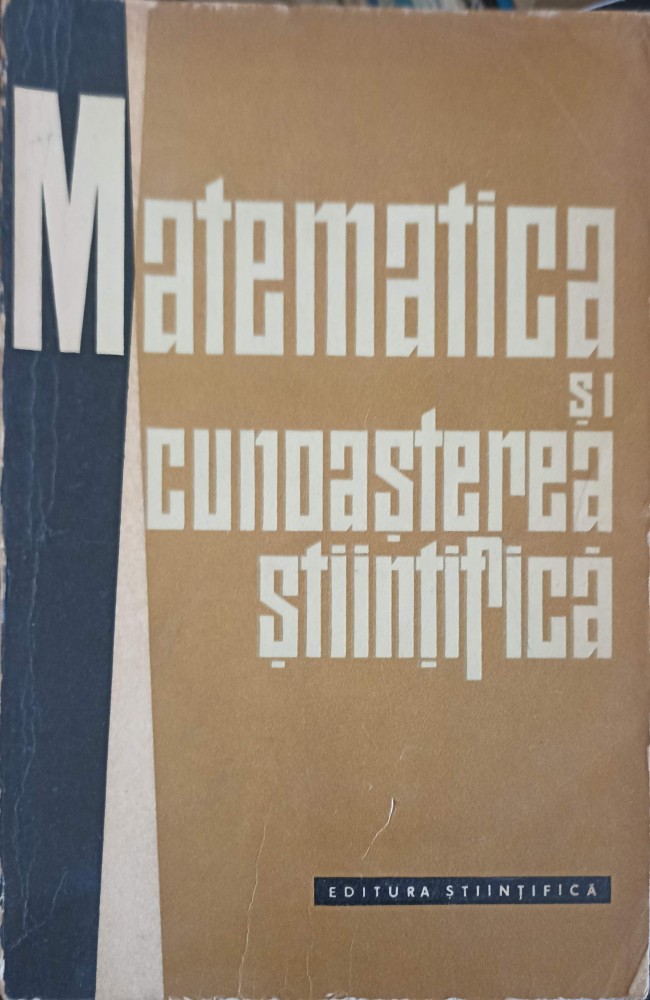 Matematica
și
cunoașterea
științifică
EDITURA ȘTIINȚIFICĂ